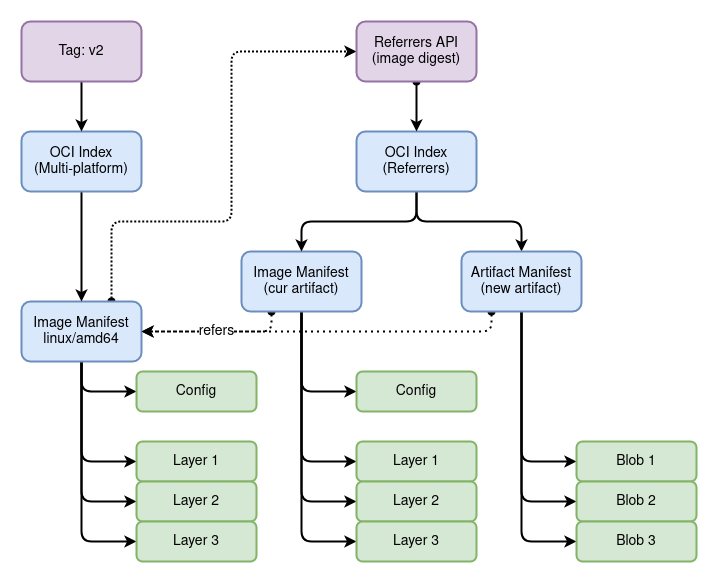 Tag: v2
Referrers API
(image digest)
OCI Index
(Multi-platform)
OCI Index
(Referrers)
Image Manifest
(cur artifact)
Artifact Manifest
(new artifact)
Image Manifest
linux/amd64
refers
Config
Layer 1
Layer 2
Layer 3
Config
Layer 1
Layer 2
Layer 3
Blob 1
Blob 2
Blob 3